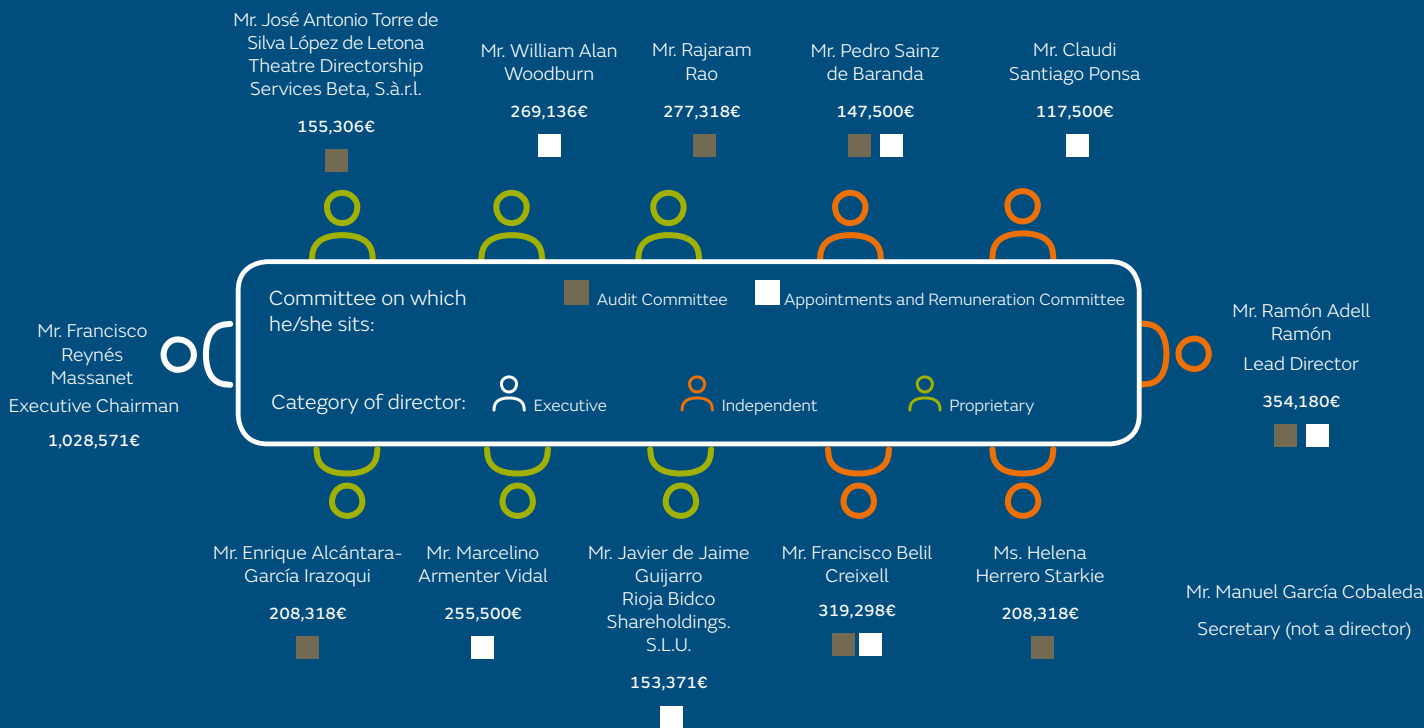 Mr. José Antonio Torre de
Silva López de Letona
Theatre Directorship
Services Beta, S.à.r.l.
155,306€
Mr. William Alan
Woodburn
269,136€
Mr. Rajaram
Rao
277,318€
Mr. Pedro Sainz
de Baranda
147,500€
Mr. Claudi
Santiago Ponsa
117,500€
Mr. Francisco
Reynés
Massanet
Executive Chairman
1,028,571€
Committee on which
he/she sits:
Audit Committee
Appointments and Remuneration Committee
Category of director:
Executive
Independent
Proprietary
Mr. Ramón Adell
Ramón
Lead Director
354,180€
Mr. Enrique Alcántara-
García Irazoqui
208,318€
Mr. Marcelino
Armenter Vidal
255,500€
Mr. Javier de Jaime
Guijarro
Rioja Bidco
Shareholdings.
S.L.U.
153,371€
Mr. Francisco Belil
Creixell
319,298€
Ms. Helena
Herrero Starkie
208,318€
Mr. Manuel García Cobaleda
Secretary (not a director)